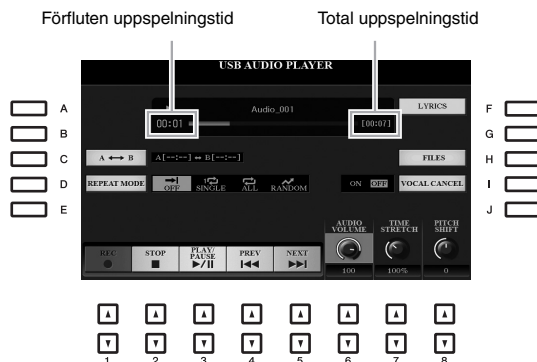 Förfluten uppspelningstid Total uppspelningstid
USB AUDIO PLAYER
Audio_001
00:01 [00:07]
LYRICS
A ⟷ B A[--:--] ↔ B[--:--]
FILES
REPEAT MODE OFF SINGLE ALL RANDOM ON OFF VOCAL CANCEL
AUDIO VOLUME TIME STRETCH PITCH SHIFT
100 100% 0
REC STOP PLAY/PAUSE PREV NEXT
A
B
C
D
E
F
G
H
I
J
1 2 3 4 5 6 7 8